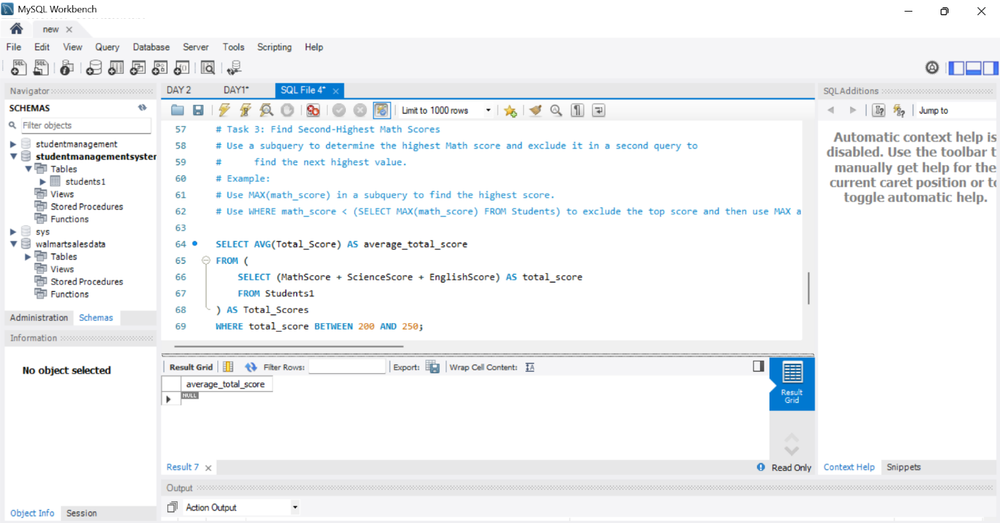 MySQL Workbench
new
File Edit View Query Database Server Tools Scripting Help
Navigator
SCHEMAS
Filter objects
studentmanagement
studentmanagementsyster
Tables
students1
Views
Stored Procedures
Functions
sys
walmartsalesdata
Tables
Views
Stored Procedures
Functions
Administration Schemas
Information
No object selected
Object Info Session
DAY 2 DAY1* SQL File 4*
Limit to 1000 rows
57 # Task 3: Find Second-Highest Math Scores
58 # Use a subquery to determine the highest Math score and exclude it in a second query to
59 # find the next highest value.
60 # Example:
61 # Use MAX(math_score) in a subquery to find the highest score.
62 # Use WHERE math_score < (SELECT MAX(math_score) FROM Students) to exclude the top score and then use MAX a
63
64 SELECT AVG(Total_Score) AS average_total_score
65 FROM (
66 SELECT (MathScore + ScienceScore + EnglishScore) AS total_score
67 FROM Students1
68 ) AS Total_Scores
69 WHERE total_score BETWEEN 200 AND 250;
Result Grid Filter Rows: Export: Wrap Cell Content:
average_total_score
NULL
Result
Grid
Result 7 Read Only
Output
Action Output
SQLAdditions
Jump to
Automatic context help is
disabled. Use the toolbar t
manually get help for the
current caret position or to
toggle automatic help.
Context Help Snippets